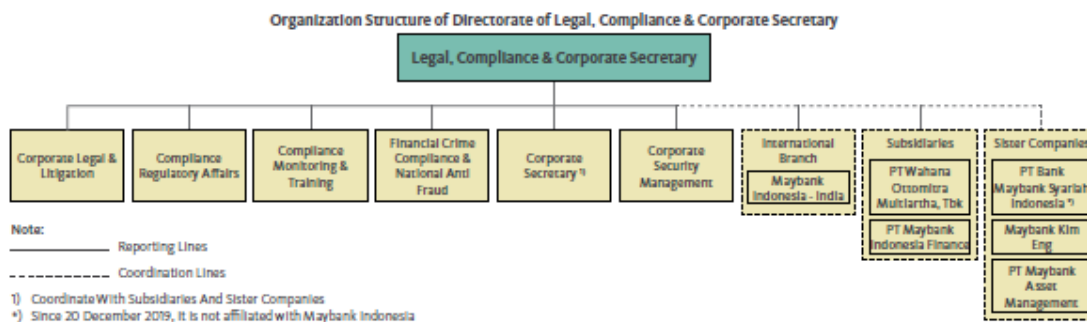 Organization Structure of Directorate of Legal, Compliance & Corporate Secretary
Legal, Compliance & Corporate Secretary
Corporate Legal &
Litigation
Compliance
Regulatory Affairs
Compliance
Monitoring &
Training
Financial Crime
Compliance &
National Anti
Fraud
Corporate
Secretary ¹⁾
Corporate
Security
Management
International
Branch
Maybank
Indonesia - India
Subsidiaries
PT Wahana
Ottomitra
Multiartha, Tbk
PT Maybank
Indonesia Finance
Sister Companies
PT Bank
Maybank Syariah
Indonesia *⁾
Maybank Kim
Eng
PT Maybank
Asset
Management
Note:
Reporting Lines
Coordination Lines
1) Coordinate With Subsidiaries And Sister Companies
*) Since 20 December 2019, it is not affiliated with Maybank Indonesia